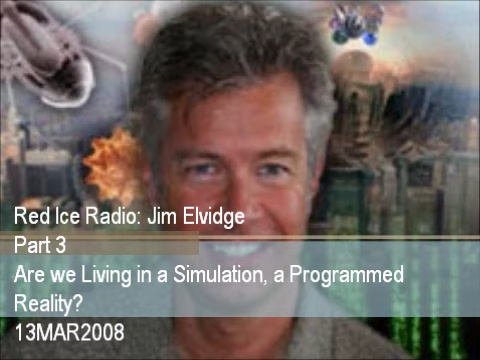 Red Ice Radio: Jim Elvidge
Part 3
Are we Living in a Simulation, a Programmed
Reality?
13MAR2008